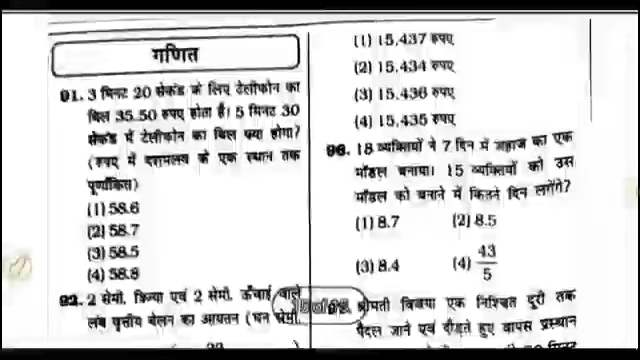 गणित
91. 3 मिनट 20 सेकंड के लिए टेलीफोन का
बिल 35.50 रुपए होता है। 5 मिनट 30
सेकंड में टेलीफोन का बिल क्या होगा?
(रुपए में दशमलव के एक स्थान तक
पूर्णांकित)
(1) 58.6
(2) 58.7
(3) 58.5
(4) 58.8
92. 2 सेमी. त्रिज्या एवं 2 सेमी. ऊँचाई वाले
लंब वृत्तीय बेलन का आयतन (घन सेमी.
(1) 15,437 रुपए
(2) 15,434 रुपए
(3) 15,436 रुपए
(4) 15,435 रुपए
96. 18 व्यक्तियों ने 7 दिन में जहाज का एक
मॉडल बनाया। 15 व्यक्तियों को उस
मॉडल को बनाने में कितने दिन लगेंगे?
(1) 8.7 (2) 8.5
(3) 8.4 (4) 43/5
श्रीमती विजया एक निश्चित दूरी तक
पैदल जाने एवं दौड़ते हुए वापस प्रस्थान